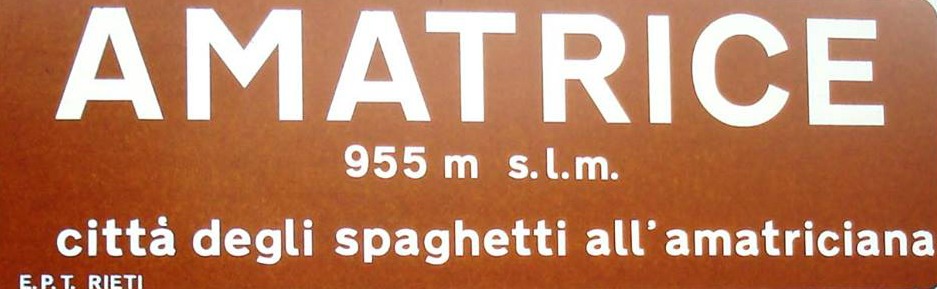 AMATRICE
955 m s.l.m.
città degli spaghetti all'amatriciana
E.P.T. RIETI